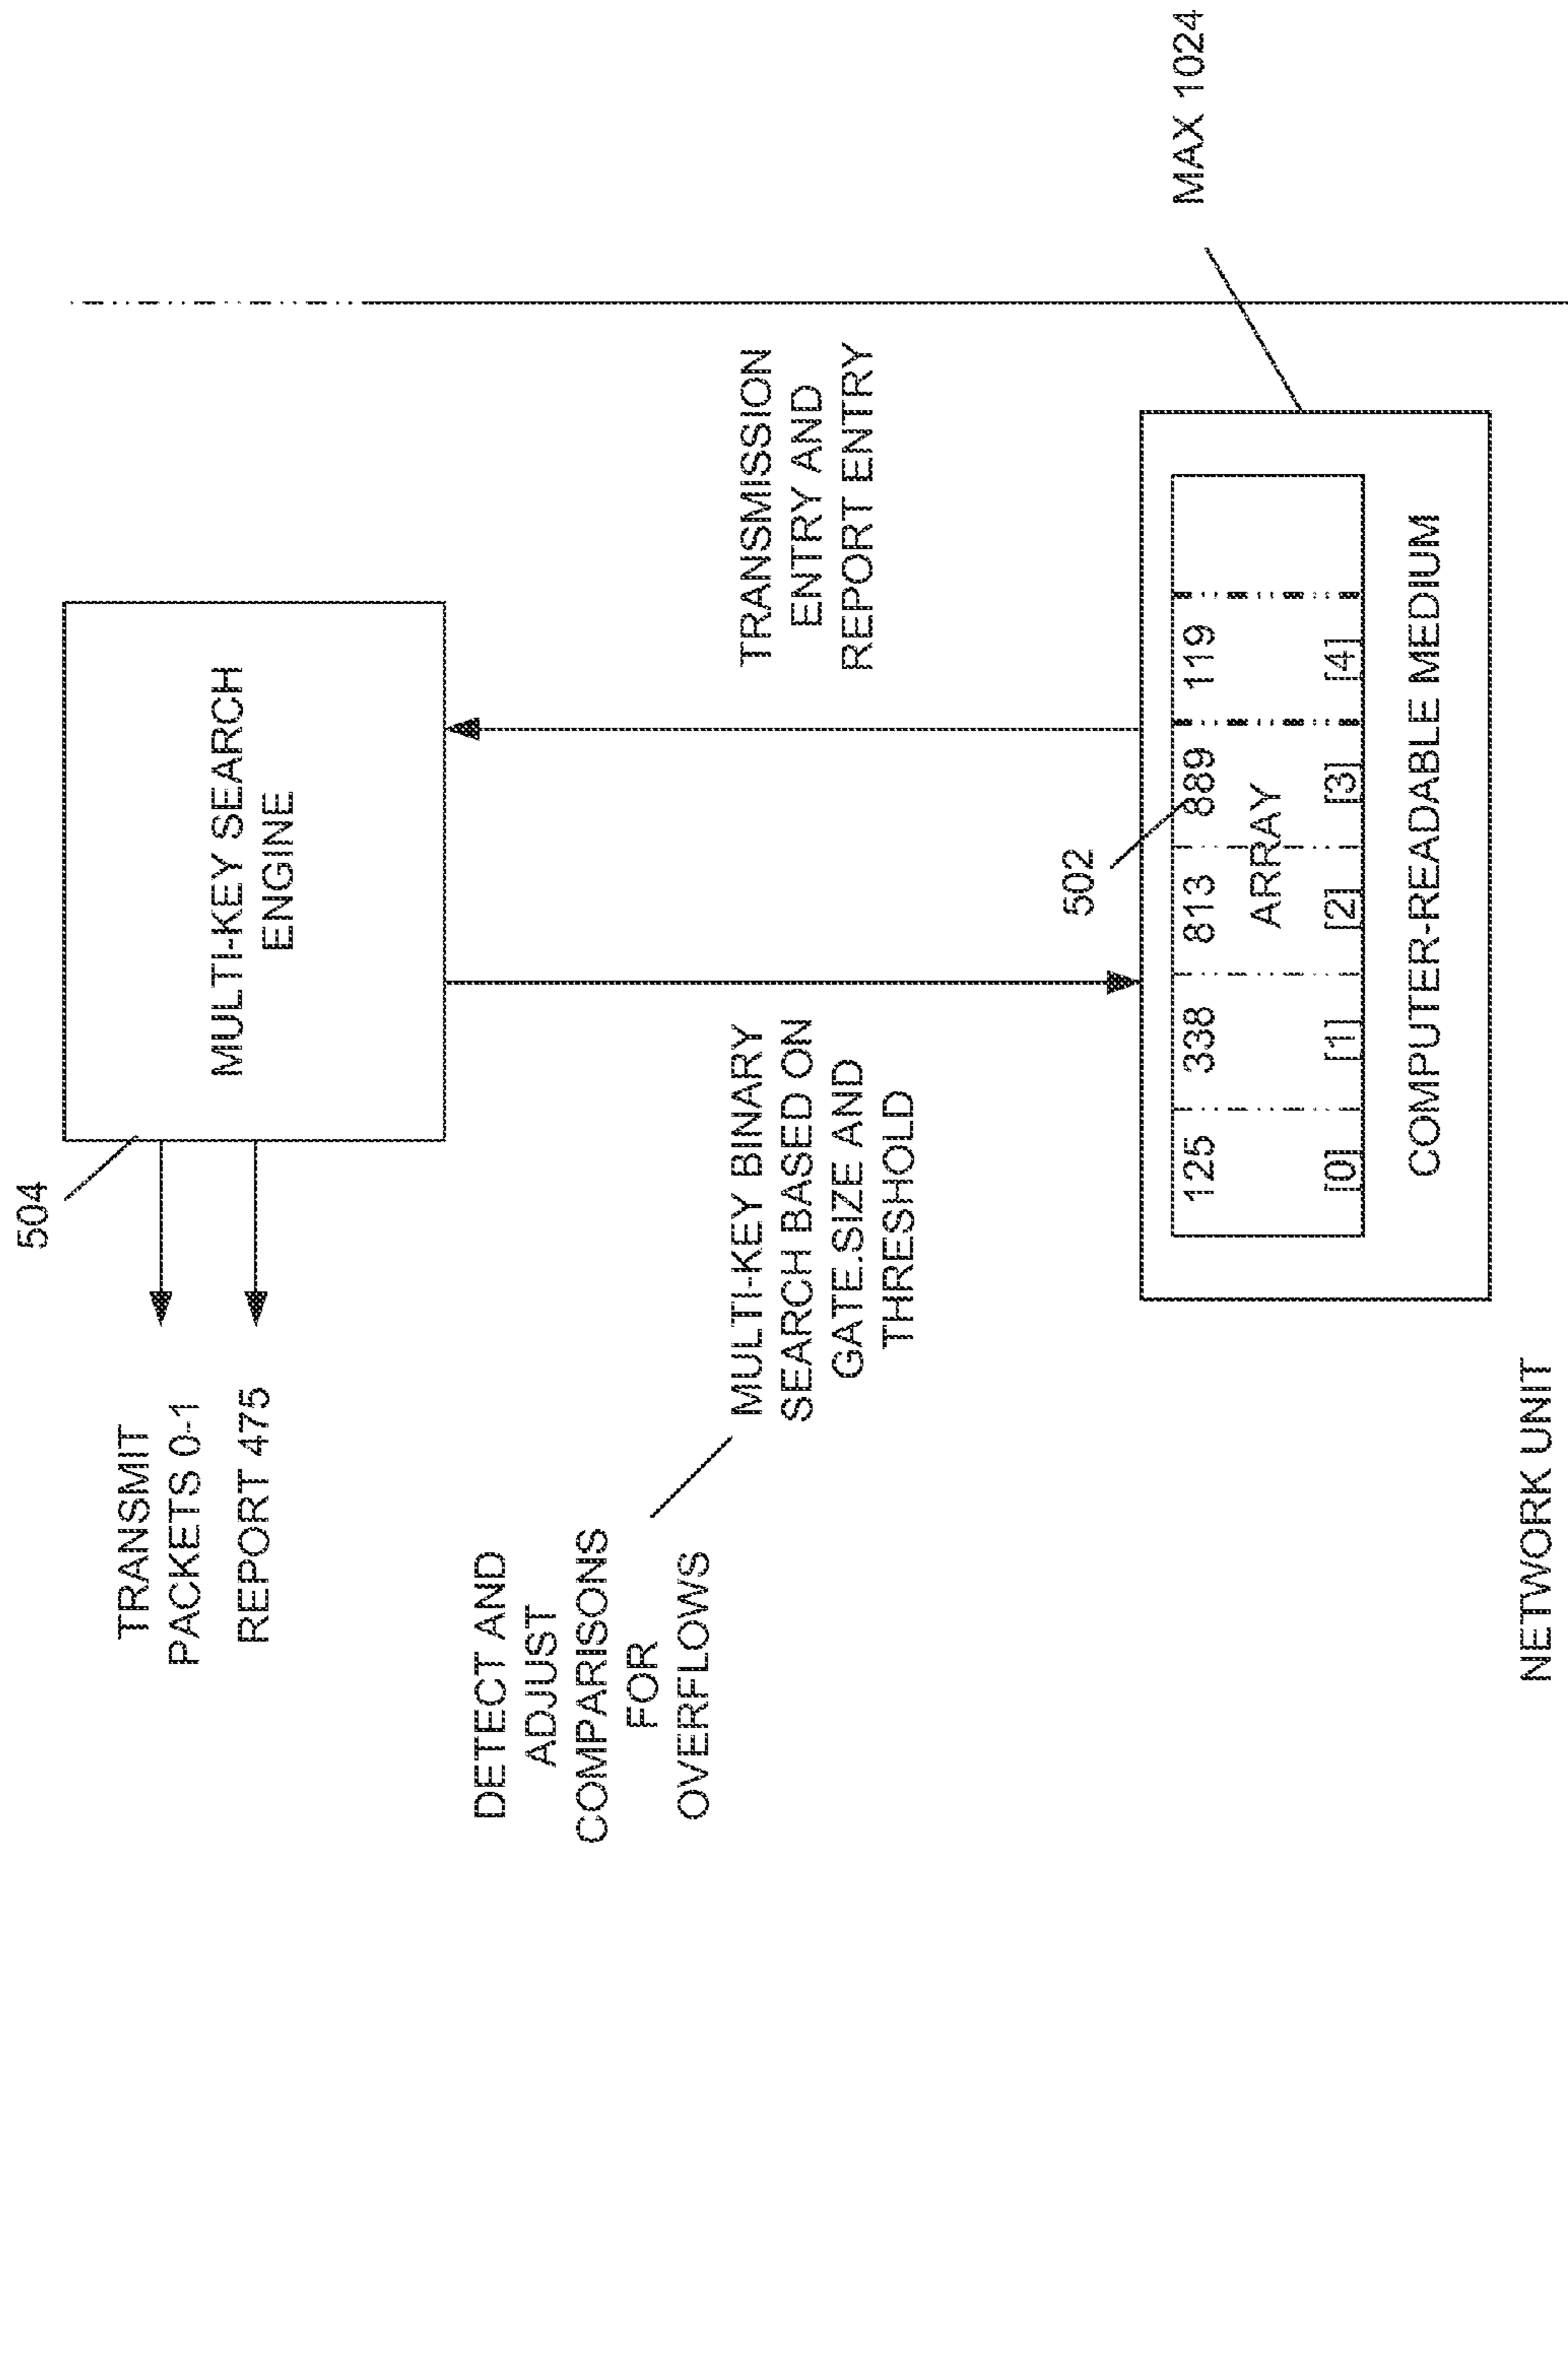 504
TRANSMIT
PACKETS 0-1
REPORT 475
MULTI-KEY SEARCH
ENGINE
DETECT AND
ADJUST
COMPARISONS
FOR
OVERFLOWS
MULTI-KEY BINARY
SEARCH BASED ON
GATE.SIZE AND
THRESHOLD
TRANSMISSION
ENTRY AND
REPORT ENTRY
502
MAX 1024
125 338 813 889 119
ARRAY
[0] [1] [2] [3] [4]
COMPUTER-READABLE MEDIUM
NETWORK UNIT